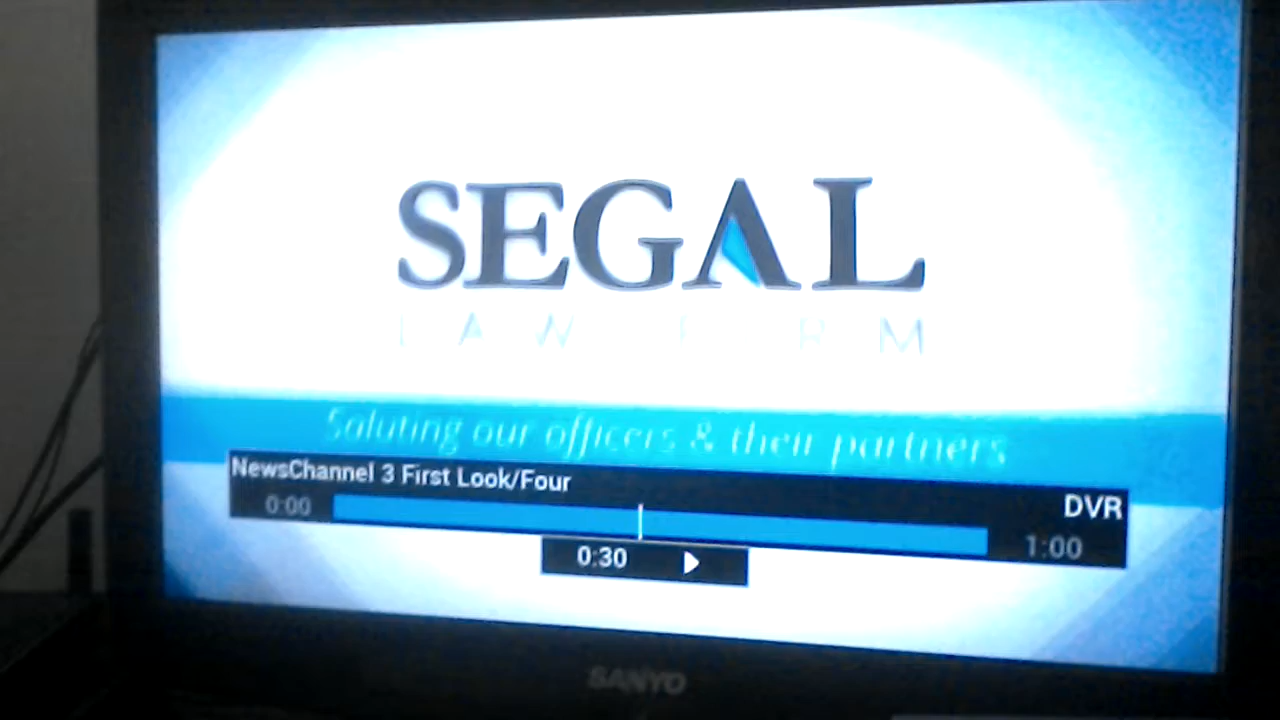 SEGAL
LAW FIRM
Saluting our officers & their partners
NewsChannel 3 First Look/Four
DVR
0:00
1:00
0:30
SANYO